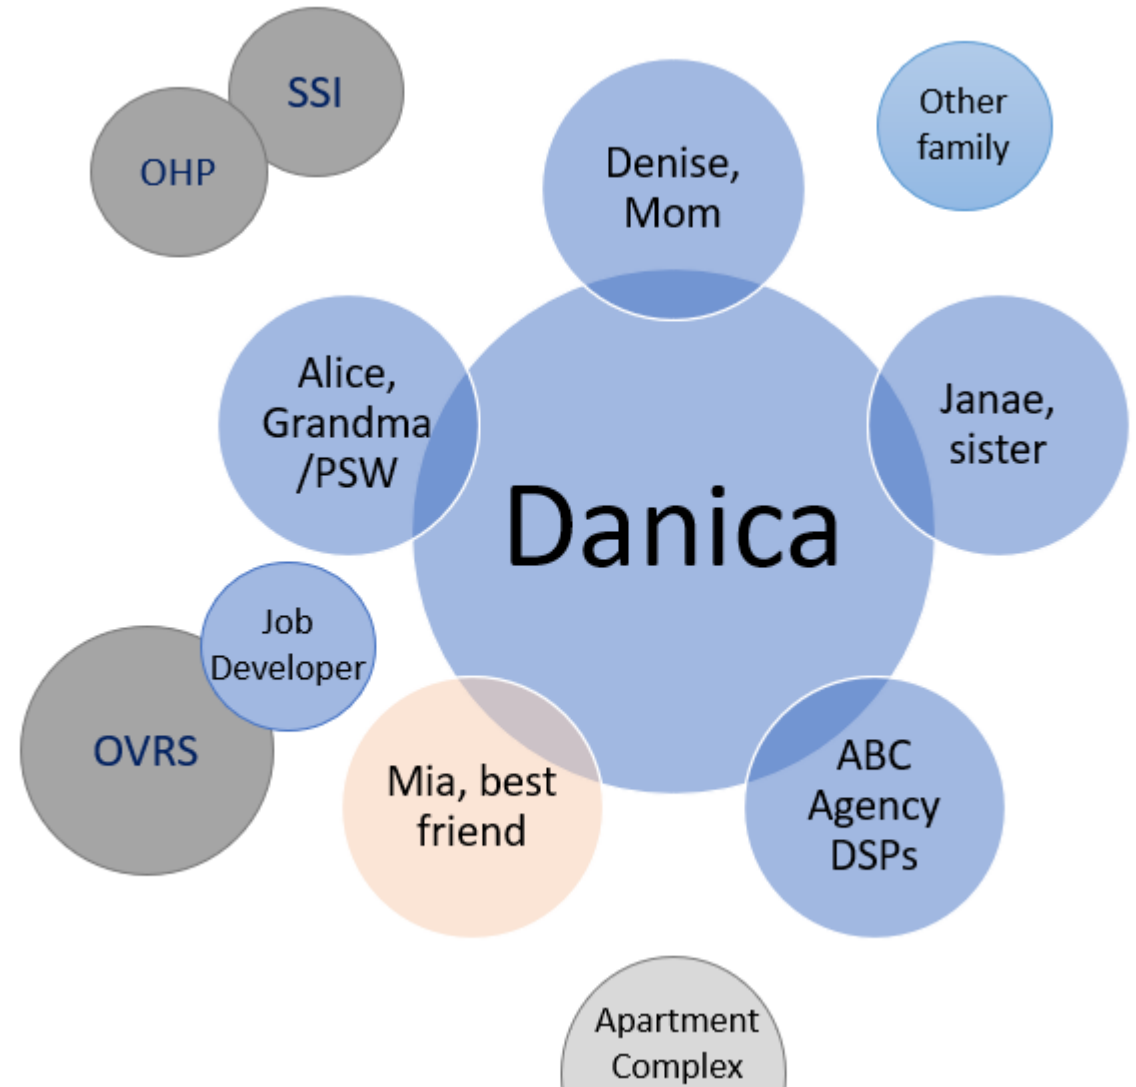 SSI
OHP
Other
family
Denise,
Mom
Alice,
Grandma
/PSW
Janae,
sister
Danica
Job
Developer
OVRS
Mia, best
friend
ABC
Agency
DSPs
Apartment
Complex